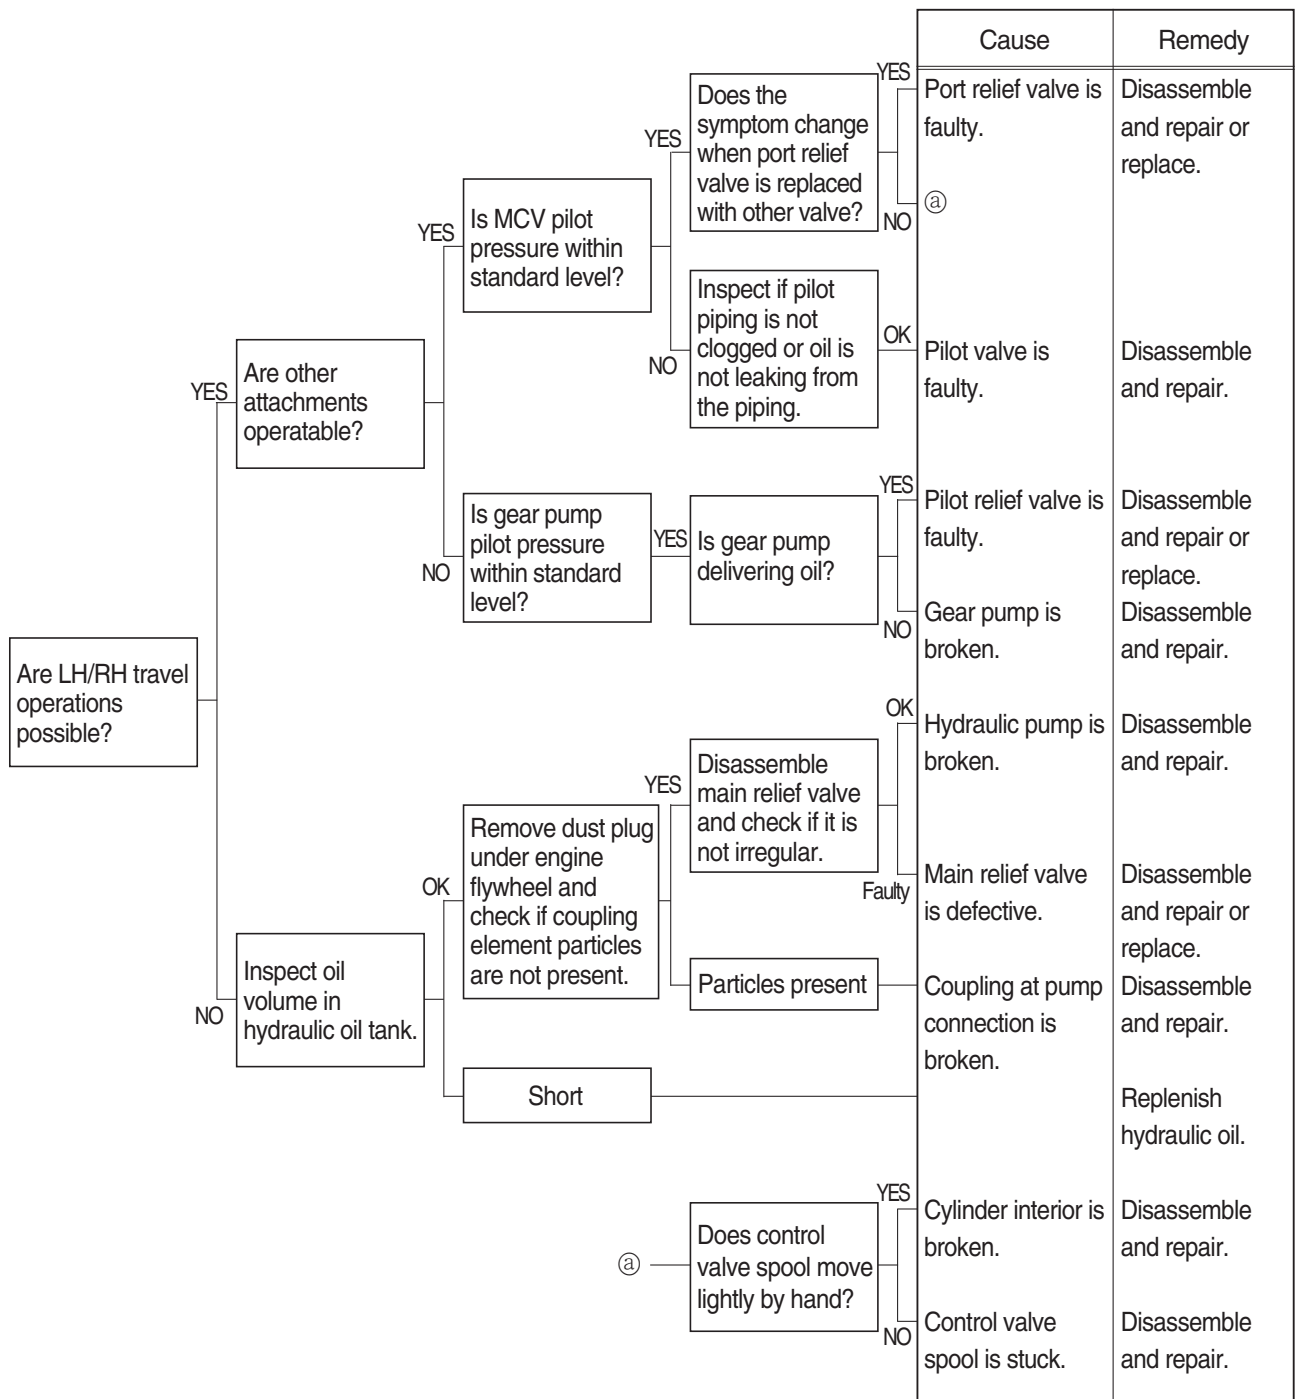 Cause
Remedy
Are LH/RH travel
operations
possible?
YES
Are other
attachments
operatable?
YES
Is MCV pilot
pressure within
standard level?
YES
Does the
symptom change
when port relief
valve is replaced
with other valve?
YES
Port relief valve is
faulty.
Disassemble
and repair or
replace.
NO
ⓐ
NO
Inspect if pilot
piping is not
clogged or oil is
not leaking from
the piping.
OK
Pilot valve is
faulty.
Disassemble
and repair.
NO
Is gear pump
pilot pressure
within standard
level?
YES
Is gear pump
delivering oil?
YES
Pilot relief valve is
faulty.
Disassemble
and repair or
replace.
NO
Gear pump is
broken.
Disassemble
and repair.
NO
Inspect oil
volume in
hydraulic oil tank.
OK
Remove dust plug
under engine
flywheel and
check if coupling
element particles
are not present.
YES
Disassemble
main relief valve
and check if it is
not irregular.
OK
Hydraulic pump is
broken.
Disassemble
and repair.
Faulty
Main relief valve
is defective.
Disassemble
and repair or
replace.
Particles present
Coupling at pump
connection is
broken.
Disassemble
and repair.
Short
Replenish
hydraulic oil.
ⓐ
Does control
valve spool move
lightly by hand?
YES
Cylinder interior is
broken.
Disassemble
and repair.
NO
Control valve
spool is stuck.
Disassemble
and repair.